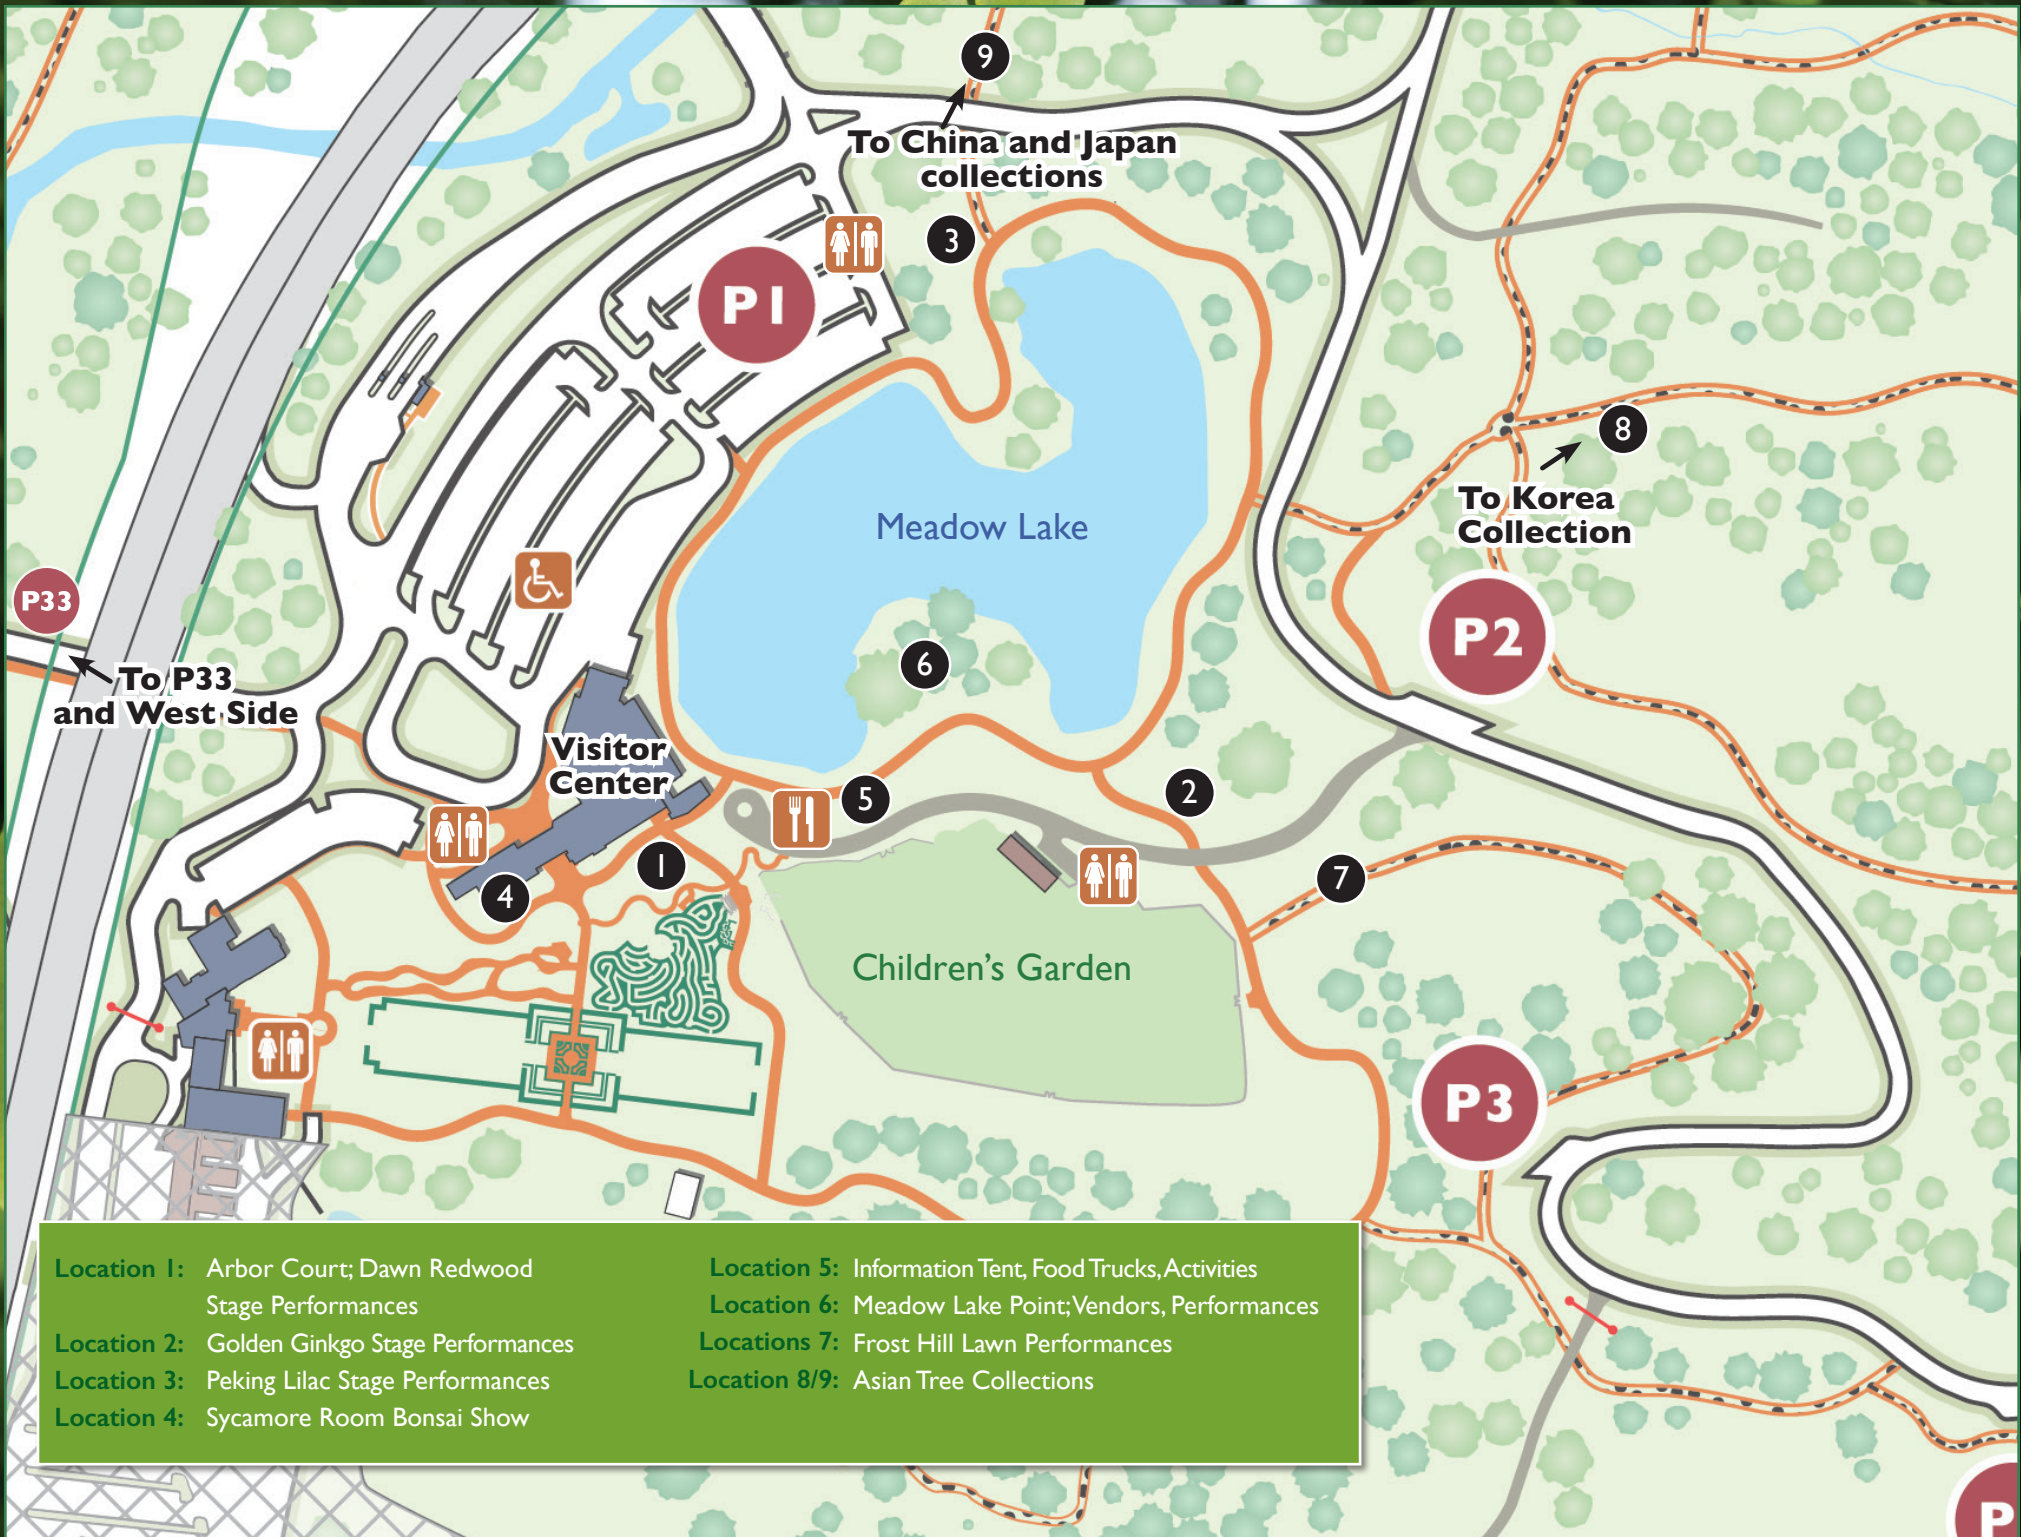 9
To China and Japan
collections
3
P1
8
To Korea
Collection
Meadow Lake
P33
P2
6
To P33
and West Side
Visitor
Center
5
2
1
7
4
Children's Garden
P3
Location 1: Arbor Court; Dawn Redwood
Stage Performances
Location 2: Golden Ginkgo Stage Performances
Location 3: Peking Lilac Stage Performances
Location 4: Sycamore Room Bonsai Show
Location 5: Information Tent, Food Trucks, Activities
Location 6: Meadow Lake Point; Vendors, Performances
Locations 7: Frost Hill Lawn Performances
Location 8/9: Asian Tree Collections
P